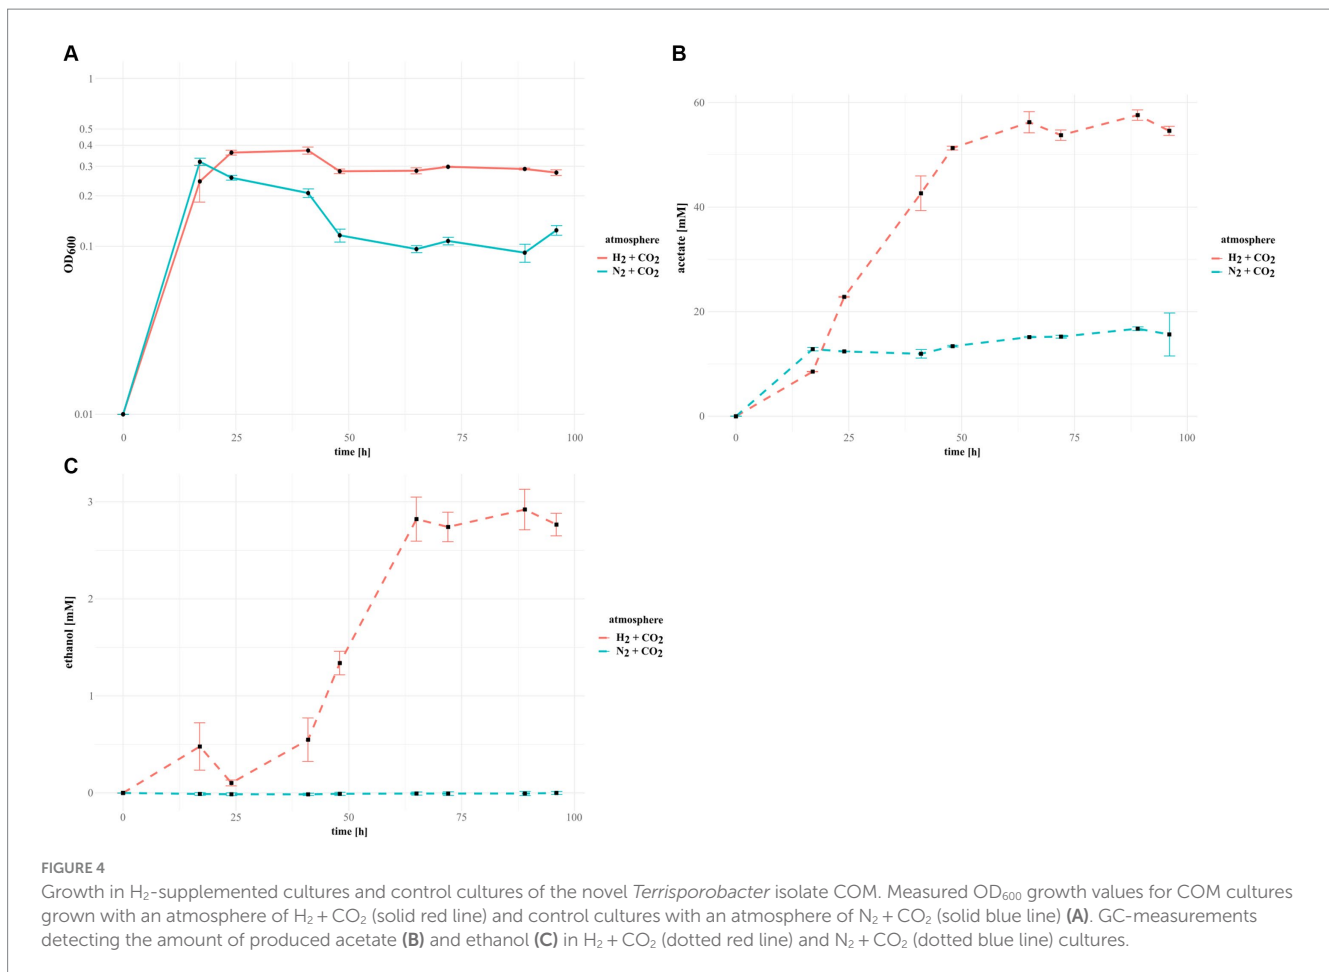 A
1
0.5
0.4
0.3
0.2
0.1
0.01
OD600
0
25
50
75
100
time [h]
atmosphere
H2 + CO2
N2 + CO2
B
60
40
20
0
acetate [mM]
0
25
50
75
100
time [h]
atmosphere
H2 + CO2
N2 + CO2
C
3
2
1
0
ethanol [mM]
0
25
50
75
100
time [h]
atmosphere
H2 + CO2
N2 + CO2
FIGURE 4
Growth in H₂-supplemented cultures and control cultures of the novel Terrisporobacter isolate COM. Measured OD₆₀₀ growth values for COM cultures
grown with an atmosphere of H₂ + CO₂ (solid red line) and control cultures with an atmosphere of N₂ + CO₂ (solid blue line) (A). GC-measurements
detecting the amount of produced acetate (B) and ethanol (C) in H₂ + CO₂ (dotted red line) and N₂ + CO₂ (dotted blue line) cultures.